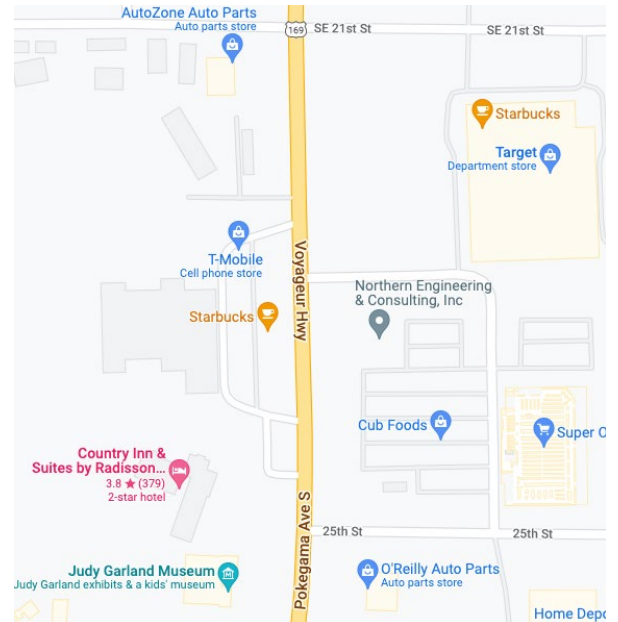 AutoZone Auto Parts
Auto parts store
169
SE 21st St
SE 21st St
Starbucks
Target
Department store
T-Mobile
Cell phone store
Voyageur Hwy
Northern Engineering
& Consulting, Inc
Starbucks
Cub Foods
Super O
Country Inn &
Suites by Radisson...
3.8 ★ (379)
2-star hotel
Pokegama Ave S
25th St
25th St
Judy Garland Museum
Judy Garland exhibits & a kids' museum
O'Reilly Auto Parts
Auto parts store
Home Depo